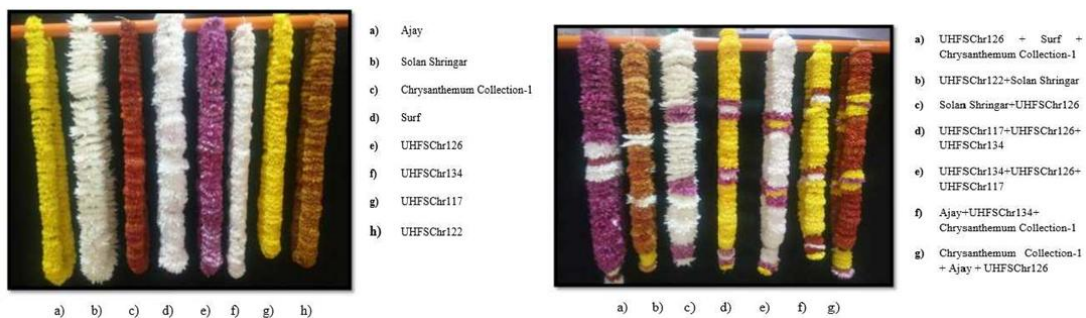 a) Ajay
b) Solan Shringar
c) Chrysanthemum Collection-1
d) Surf
e) UHFSChr126
f) UHFSChr134
g) UHFSChr117
h) UHFSChr122
a) b) c) d) e) f) g) h)
a) UHFSChr126 + Surf +
Chrysanthemum Collection-1
b) UHFSChr122+Solan Shringar
c) Solan Shringar+UHFSChr126
d) UHFSChr117+UHFSChr126+
UHFSChr134
e) UHFSChr134+UHFSChr126+
UHFSChr117
f) Ajay+UHFSChr134+
Chrysanthemum Collection-1
g) Chrysanthemum Collection-1
+ Ajay + UHFSChr126
a) b) c) d) e) f) g)